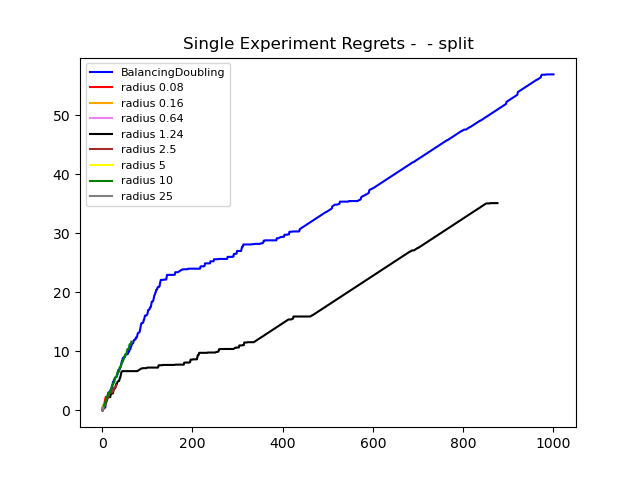 Single Experiment Regrets -  - split
BalancingDoubling
radius 0.08
radius 0.16
radius 0.64
radius 1.24
radius 2.5
radius 5
radius 10
radius 25
50
40
30
20
10
0
0 200 400 600 800 1000